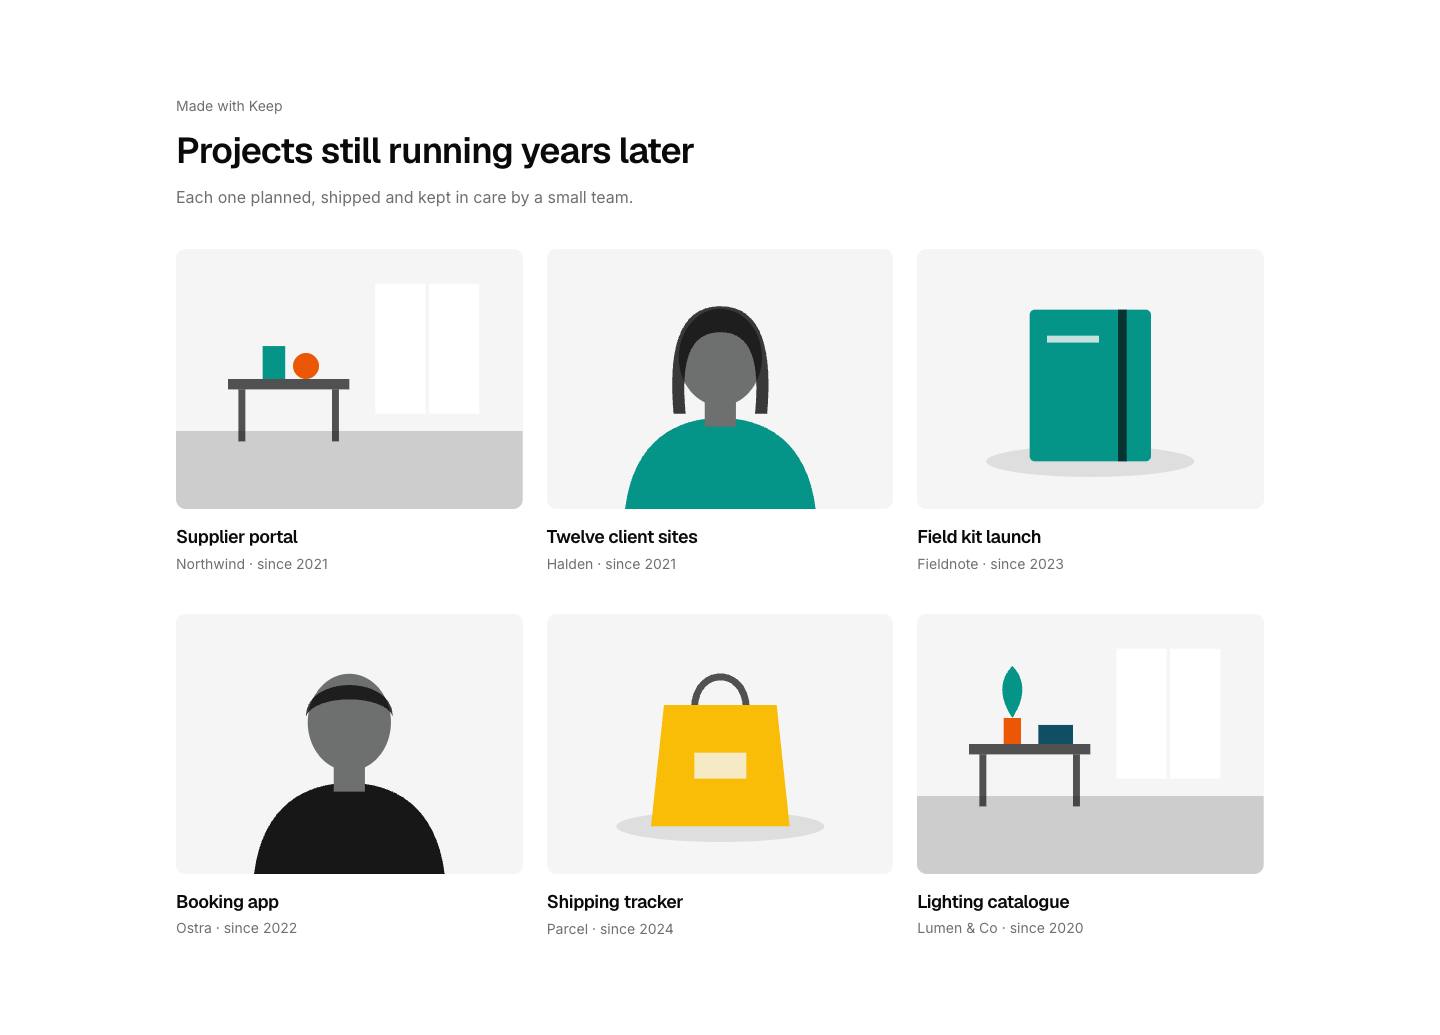 Made with Keep
Projects still running years later
Each one planned, shipped and kept in care by a small team.
Supplier portal
Northwind · since 2021
Twelve client sites
Halden · since 2021
Field kit launch
Fieldnote · since 2023
Booking app
Ostra · since 2022
Shipping tracker
Parcel · since 2024
Lighting catalogue
Lumen & Co · since 2020